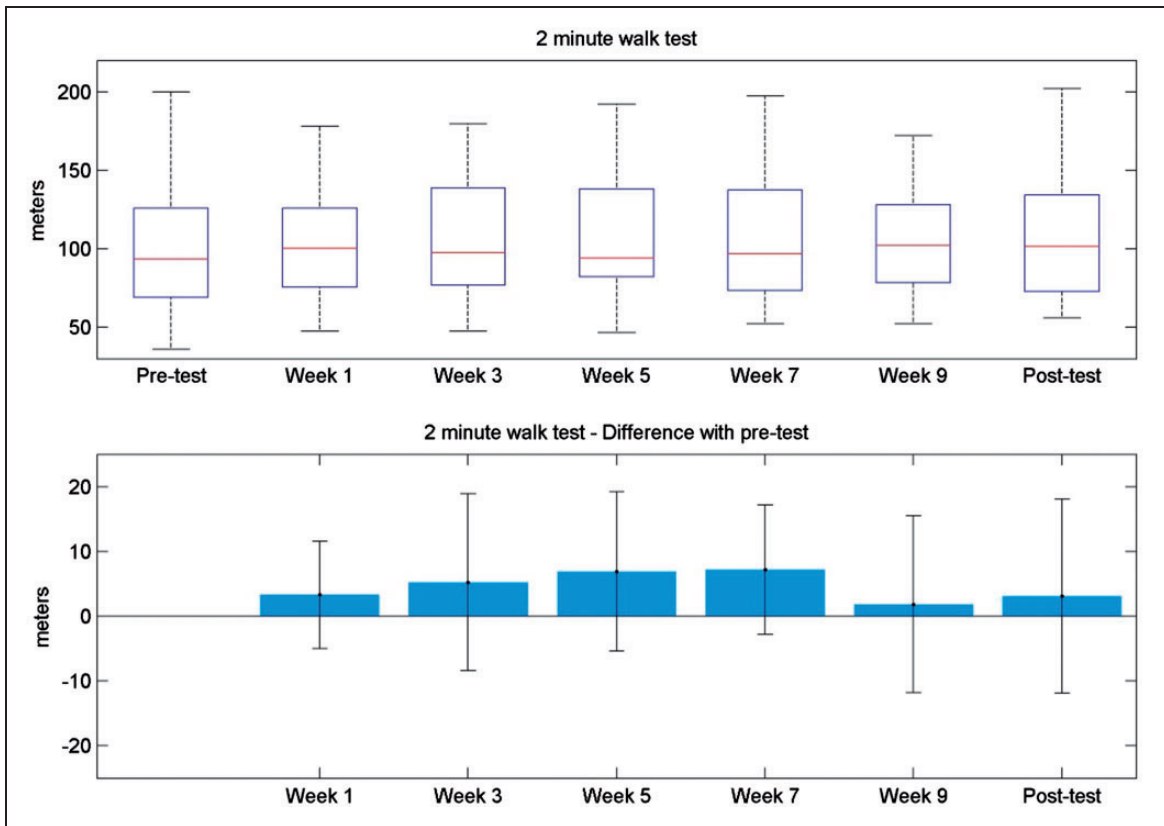 2 minute walk test
meters
200
150
100
50
Pre-test Week 1 Week 3 Week 5 Week 7 Week 9 Post-test
2 minute walk test - Difference with pre-test
meters
20
10
0
-10
-20
Week 1 Week 3 Week 5 Week 7 Week 9 Post-test